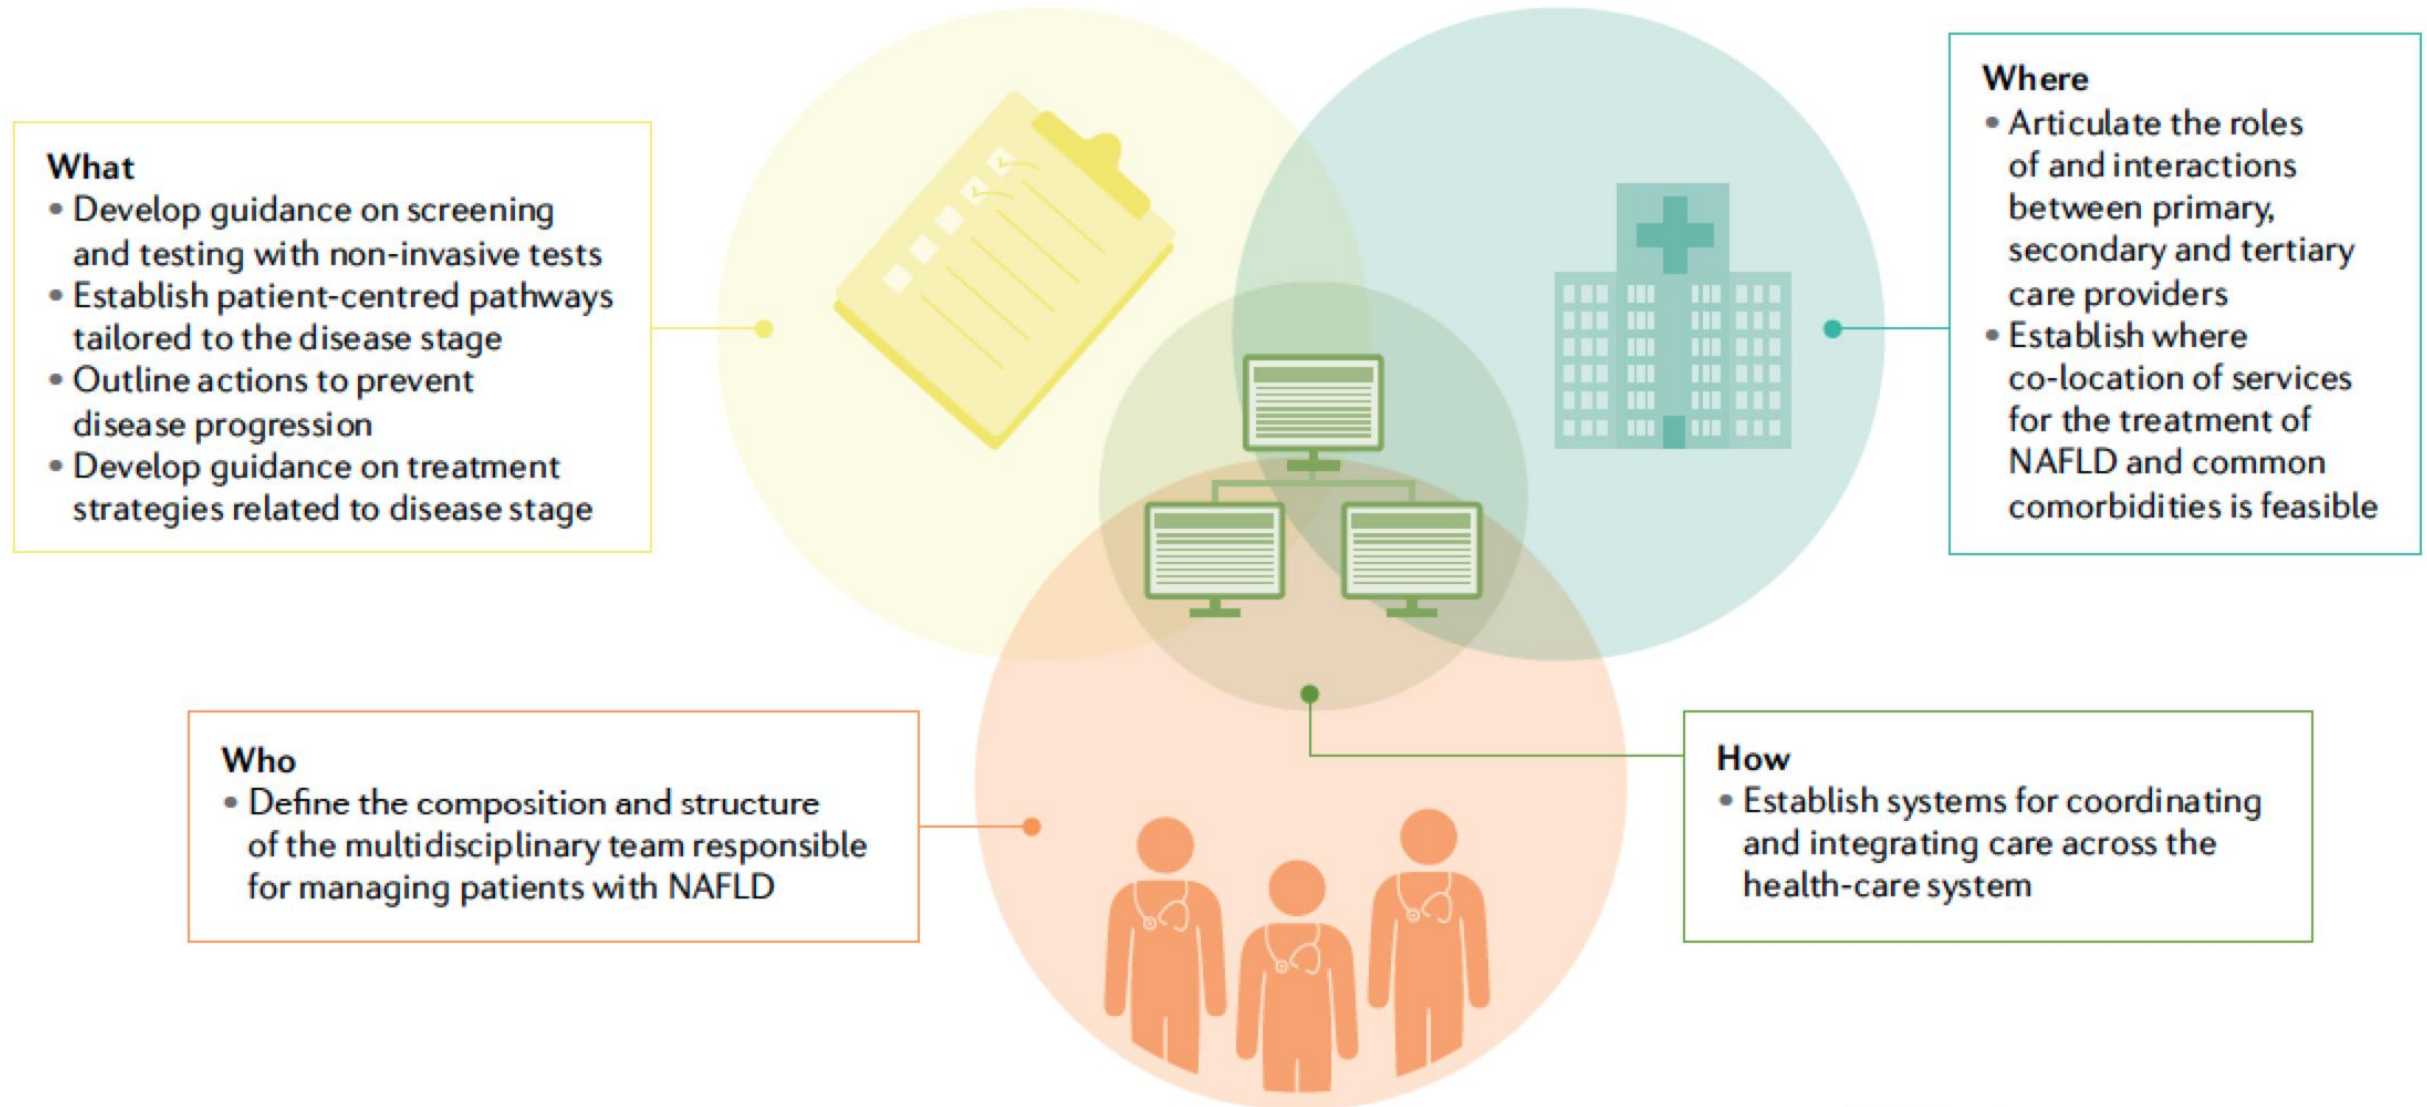 What
• Develop guidance on screening
and testing with non-invasive tests
• Establish patient-centred pathways
tailored to the disease stage
• Outline actions to prevent
disease progression
• Develop guidance on treatment
strategies related to disease stage
Where
• Articulate the roles
of and interactions
between primary,
secondary and tertiary
care providers
• Establish where
co-location of services
for the treatment of
NAFLD and common
comorbidities is feasible
Who
• Define the composition and structure
of the multidisciplinary team responsible
for managing patients with NAFLD
How
• Establish systems for coordinating
and integrating care across the
health-care system